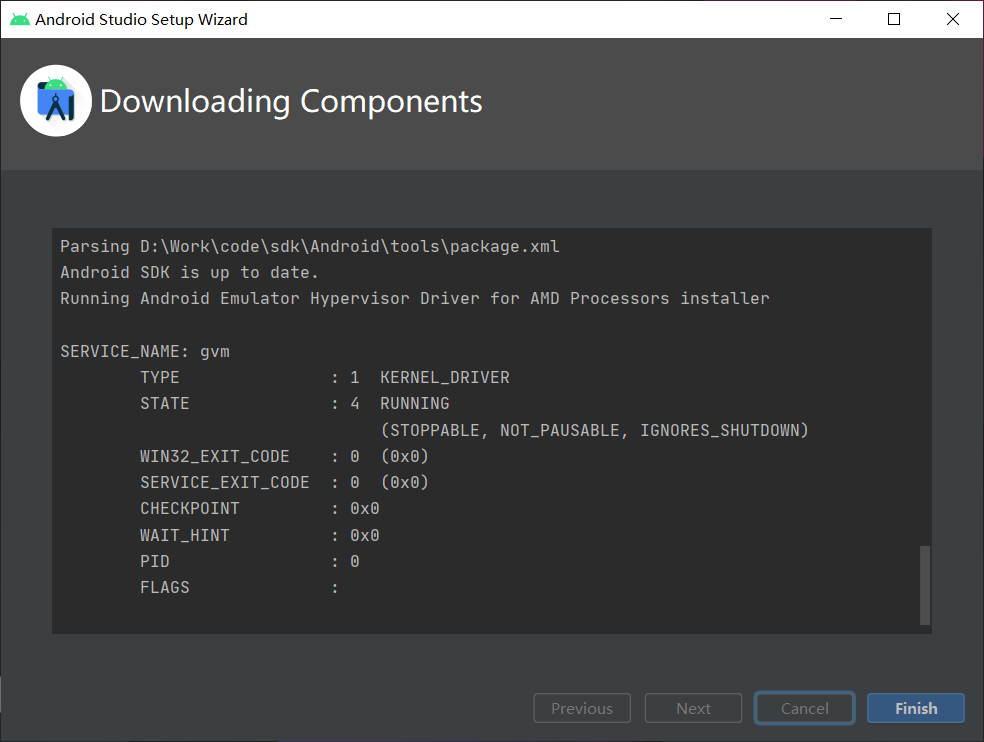 Android Studio Setup Wizard
Downloading Components
Parsing D:\Work\code\sdk\Android\tools\package.xml
Android SDK is up to date.
Running Android Emulator Hypervisor Driver for AMD Processors installer
SERVICE_NAME: gvm
TYPE : 1 KERNEL_DRIVER
STATE : 4 RUNNING
(STOPPABLE, NOT_PAUSABLE, IGNORES_SHUTDOWN)
WIN32_EXIT_CODE : 0 (0x0)
SERVICE_EXIT_CODE : 0 (0x0)
CHECKPOINT : 0x0
WAIT_HINT : 0x0
PID : 0
FLAGS :
Previous Next Cancel Finish